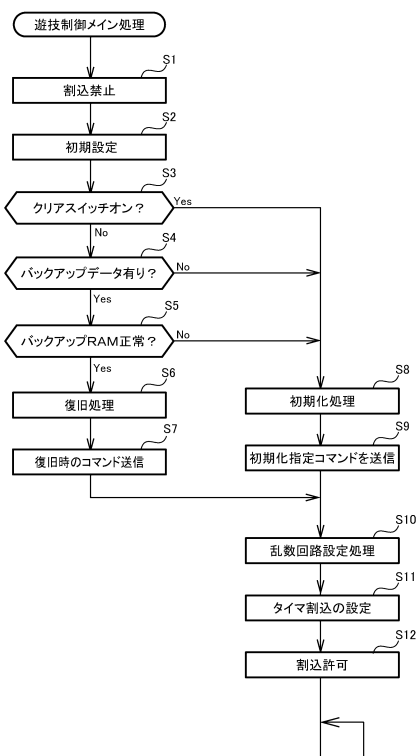 遊技制御メイン処理
S1
割込禁止
S2
初期設定
S3
クリアスイッチオン？
Yes
No
S4
バックアップデータ有り？
No
Yes
S5
バックアップRAM正常？
No
Yes
S6
復旧処理
S7
復旧時のコマンド送信
S8
初期化処理
S9
初期化指定コマンドを送信
S10
乱数回路設定処理
S11
タイマ割込の設定
S12
割込許可